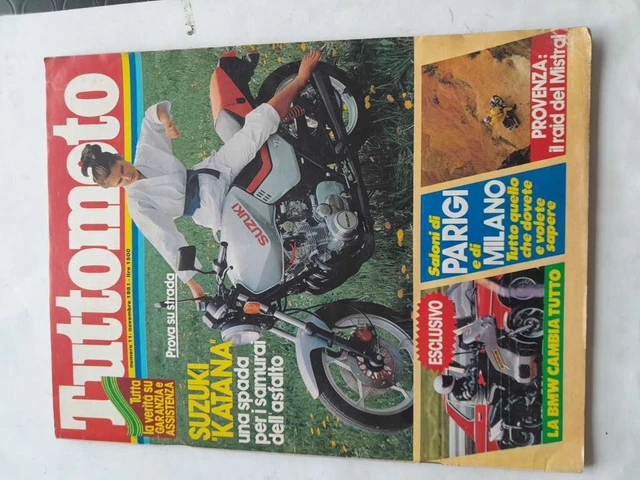 Tuttomoto
numero 11: novembre 1981 : lire 1500
Tutta
la verità su
GARANZIA e
ASSISTENZA
Prova su strada
SUZUKI
"KATANA"
una spada
per i samurai
dell'asfalto
SUZUKI
PROVENZA:
il raid del Mistral
Saloni di
PARIGI
e di
MILANO
Tutto quello
che dovete
e volete
sapere
ESCLUSIVO
LA BMW CAMBIA TUTTO